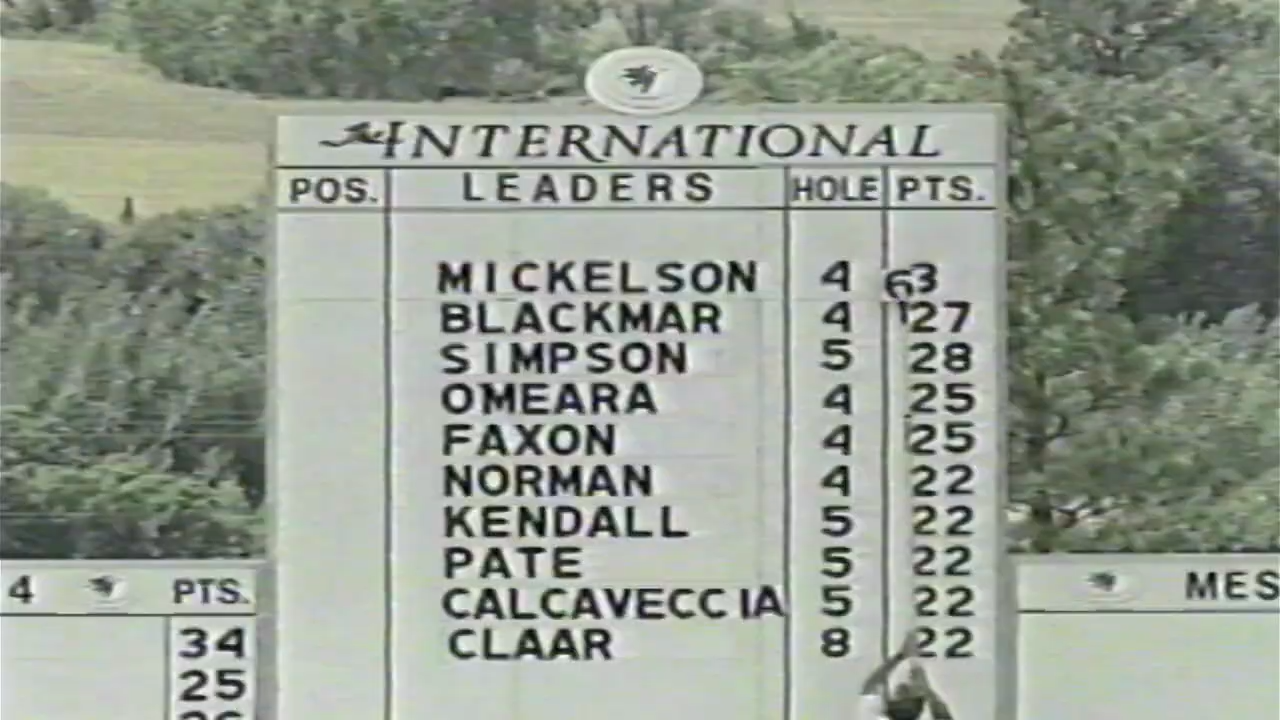 The INTERNATIONAL
POS. LEADERS HOLE PTS.
MICKELSON 4 63
BLACKMAR 4 27
SIMPSON 5 28
OMEARA 4 25
FAXON 4 25
NORMAN 4 22
KENDALL 5 22
PATE 5 22
CALCAVECCIA 5 22
CLAAR 8 22
4 PTS.
34
25
MES